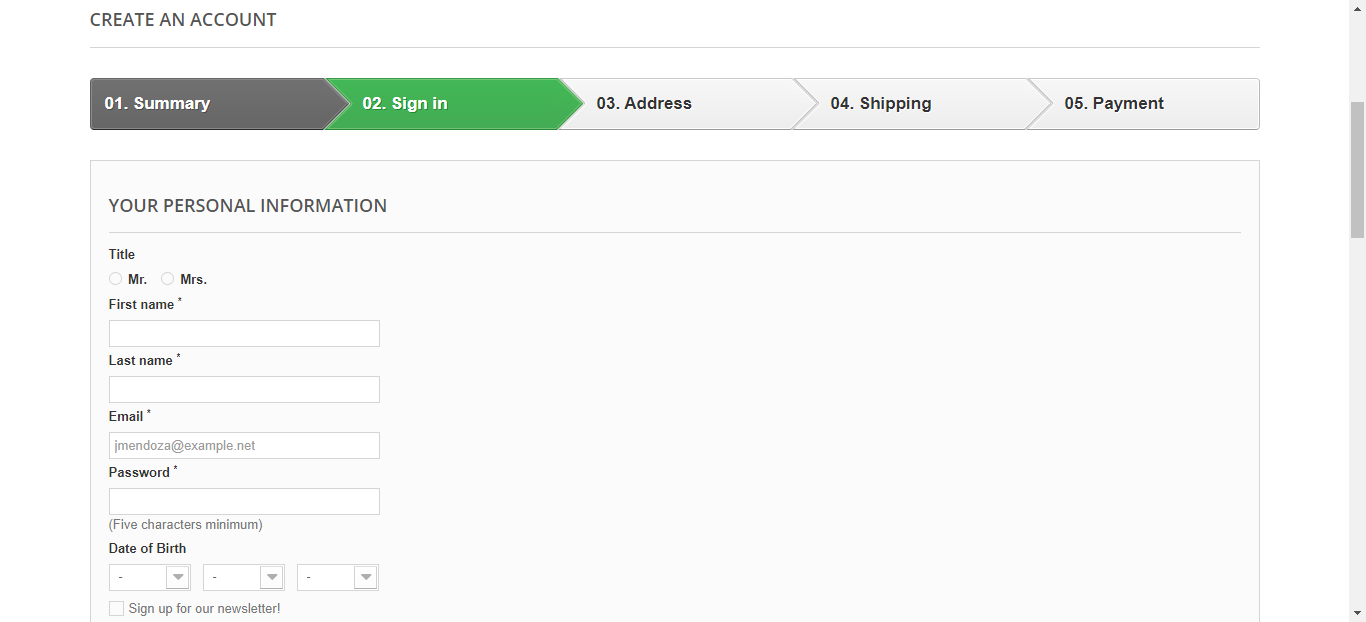 CREATE AN ACCOUNT
01. Summary 02. Sign in 03. Address 04. Shipping 05. Payment
YOUR PERSONAL INFORMATION
Title
Mr. Mrs.
First name *
Last name *
Email *
jmendoza@example.net
Password *
(Five characters minimum)
Date of Birth
- - -
Sign up for our newsletter!